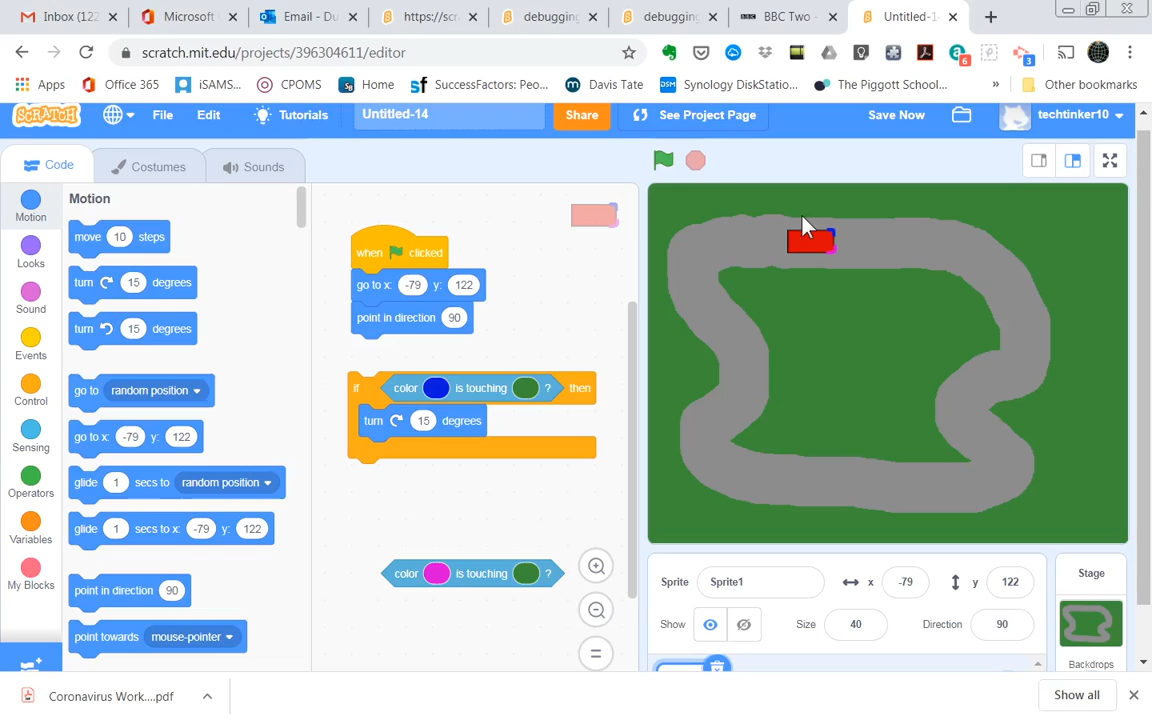 Inbox (122
Microsoft
Email - Du
https://scr
debugging
debugging
BBC Two -
Untitled-1
scratch.mit.edu/projects/396304611/editor
6
3
Apps
Office 365
iSAMS...
CPOMS
Home
SuccessFactors: Peo...
Davis Tate
DSM
Synology DiskStatio...
The Piggott School...
»
Other bookmarks
SCRATCH
File
Edit
Tutorials
Untitled-14
Share
See Project Page
Save Now
techtinker10
Code
Costumes
Sounds
Motion
Looks
Sound
Events
Control
Sensing
Operators
Variables
My Blocks
Motion
move 10 steps
turn 15 degrees
turn 15 degrees
go to random position
go to x: -79 y: 122
glide 1 secs to random position
glide 1 secs to x: -79 y: 122
point in direction 90
point towards mouse-pointer
when clicked
go to x: -79 y: 122
point in direction 90
if color is touching ? then
turn 15 degrees
color is touching ?
Sprite Sprite1 x -79 y 122
Show Size 40 Direction 90
Stage
Backdrops
Coronavirus Work....pdf
Show all